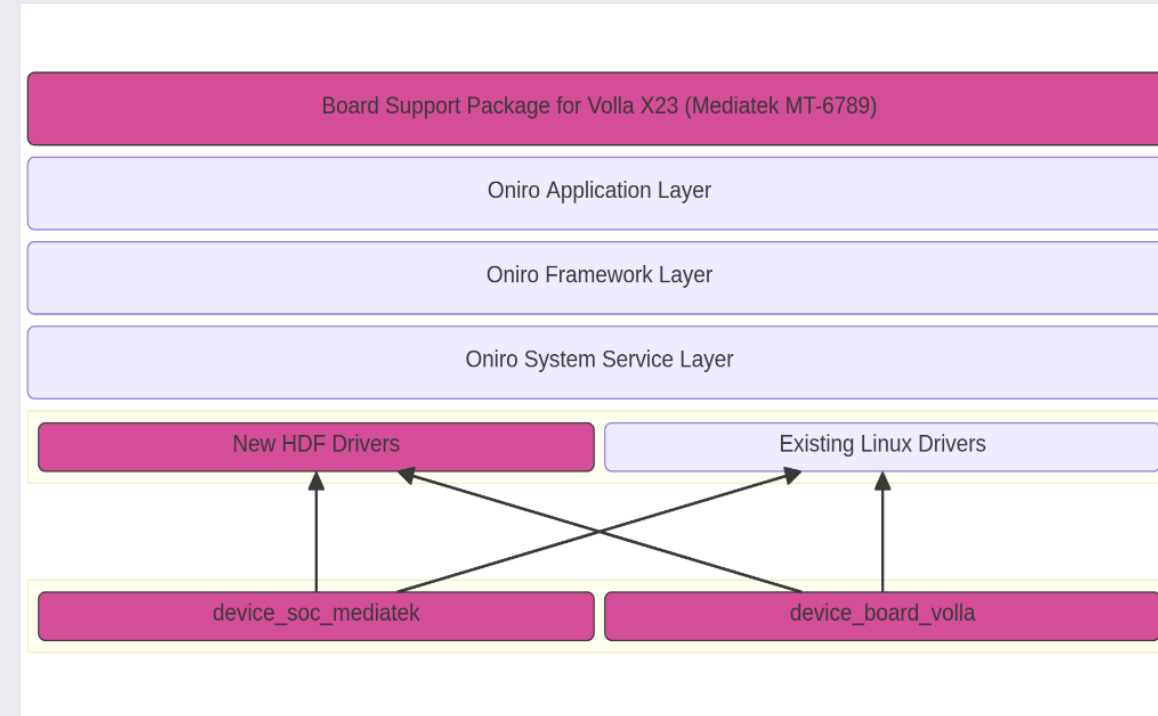 Board Support Package for Volla X23 (Mediatek MT-6789)
Oniro Application Layer
Oniro Framework Layer
Oniro System Service Layer
New HDF Drivers
Existing Linux Drivers
device_soc_mediatek
device_board_volla